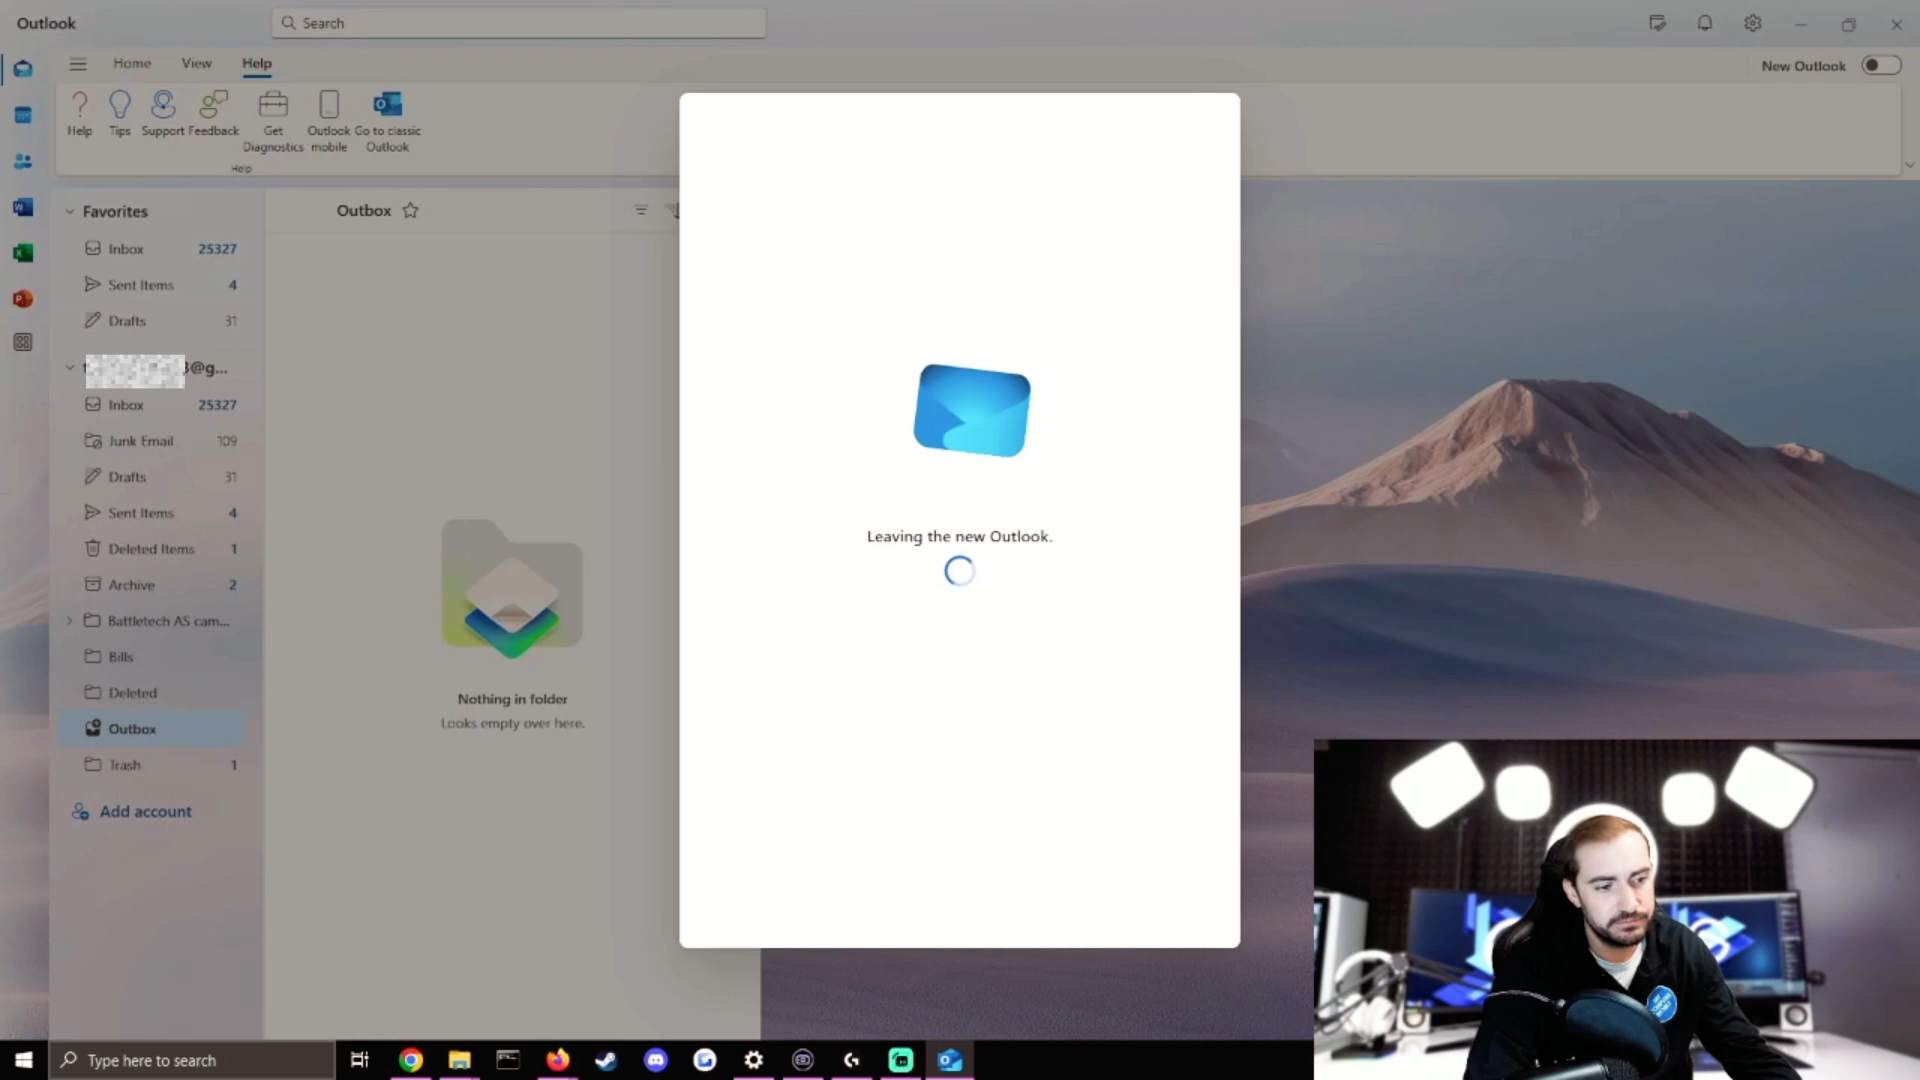 Outlook
Search
Home View Help
New Outlook
Help Tips Support Feedback Get Diagnostics Outlook mobile Go to classic Outlook
Help
Favorites
Inbox 25327
Sent Items 4
Drafts 31
@g...
Inbox 25327
Junk Email 109
Drafts 31
Sent Items 4
Deleted Items 1
Archive 2
Battletech AS cam...
Bills
Deleted
Outbox
Trash 1
Add account
Outbox
Nothing in folder
Looks empty over here.
Leaving the new Outlook.
Type here to search